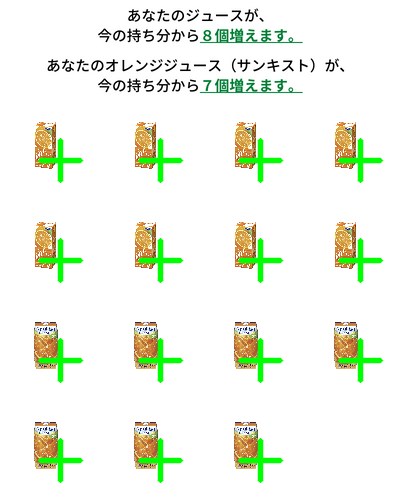 あなたのジュースが、
今の持ち分から８個増えます。
あなたのオレンジジュース（サンキスト）が、
今の持ち分から７個増えます。